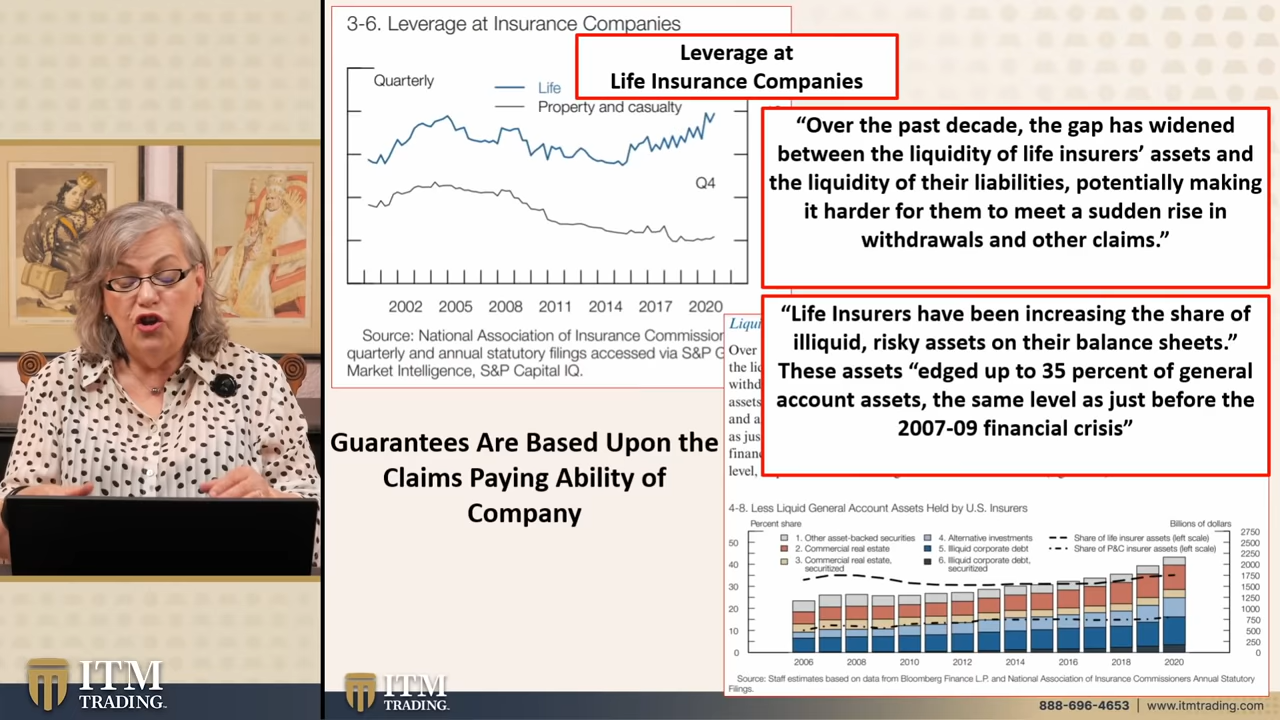 3-6. Leverage at Insurance Companies
Leverage at
Life Insurance Companies
Quarterly
Life
Property and casualty
Q4
2002 2005 2008 2011 2014 2017 2020
Source: National Association of Insurance Commissior
quarterly and annual statutory filings accessed via S&P G
Market Intelligence, S&P Capital IQ.
“Over the past decade, the gap has widened
between the liquidity of life insurers’ assets and
the liquidity of their liabilities, potentially making
it harder for them to meet a sudden rise in
withdrawals and other claims.”
“Life Insurers have been increasing the share of
illiquid, risky assets on their balance sheets.”
These assets “edged up to 35 percent of general
account assets, the same level as just before the
2007-09 financial crisis”
Guarantees Are Based Upon the
Claims Paying Ability of
Company
Liqui
Over
the lic
withd
assets
and a
as jus
financ
level,
4-8. Less Liquid General Account Assets Held by U.S. Insurers
Percent share
Billions of dollars
1. Other asset-backed securities
2. Commercial real estate
3. Commercial real estate,
securitized
4. Alternative investments
5. Illiquid corporate debt
6. Illiquid corporate debt,
securitized
Share of life insurer assets (left scale)
Share of P&C insurer assets (left scale)
50
40
30
20
10
0
2750
2500
2250
2000
1750
1500
1250
1000
750
500
250
0
2006 2008 2010 2012 2014 2016 2018 2020
Source: Staff estimates based on data from Bloomberg Finance L.P. and National Association of Insurance Commissioners Annual Statutory
Filings.
ITM
TRADING
ITM
TRADING
888-696-4653 | www.itmtrading.com